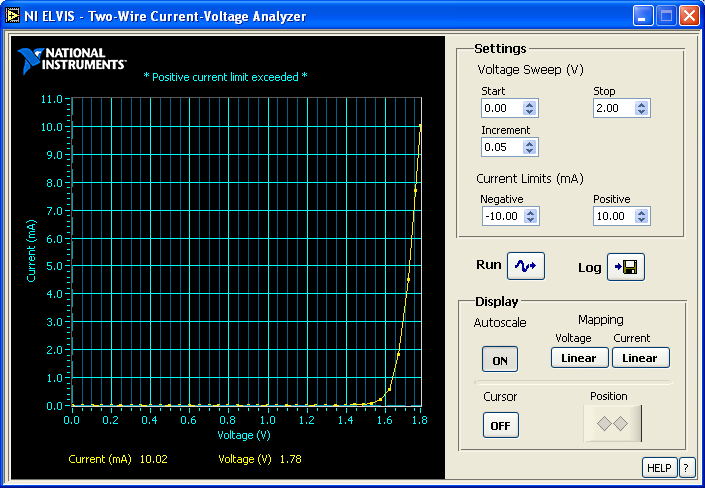 NI ELVIS - Two-Wire Current-Voltage Analyzer
NATIONAL
INSTRUMENTS™
* Positive current limit exceeded *
11.0
10.0
9.0
8.0
7.0
6.0
5.0
4.0
3.0
2.0
1.0
0.0
Current (mA)
0.0 0.2 0.4 0.6 0.8 1.0 1.2 1.4 1.6 1.8
Voltage (V)
Current (mA) 10.02 Voltage (V) 1.78
Settings
Voltage Sweep (V)
Start Stop
0.00 2.00
Increment
0.05
Current Limits (mA)
Negative Positive
-10.00 10.00
Run Log
Display
Autoscale Mapping
Voltage Current
ON Linear Linear
Cursor Position
OFF
HELP ?